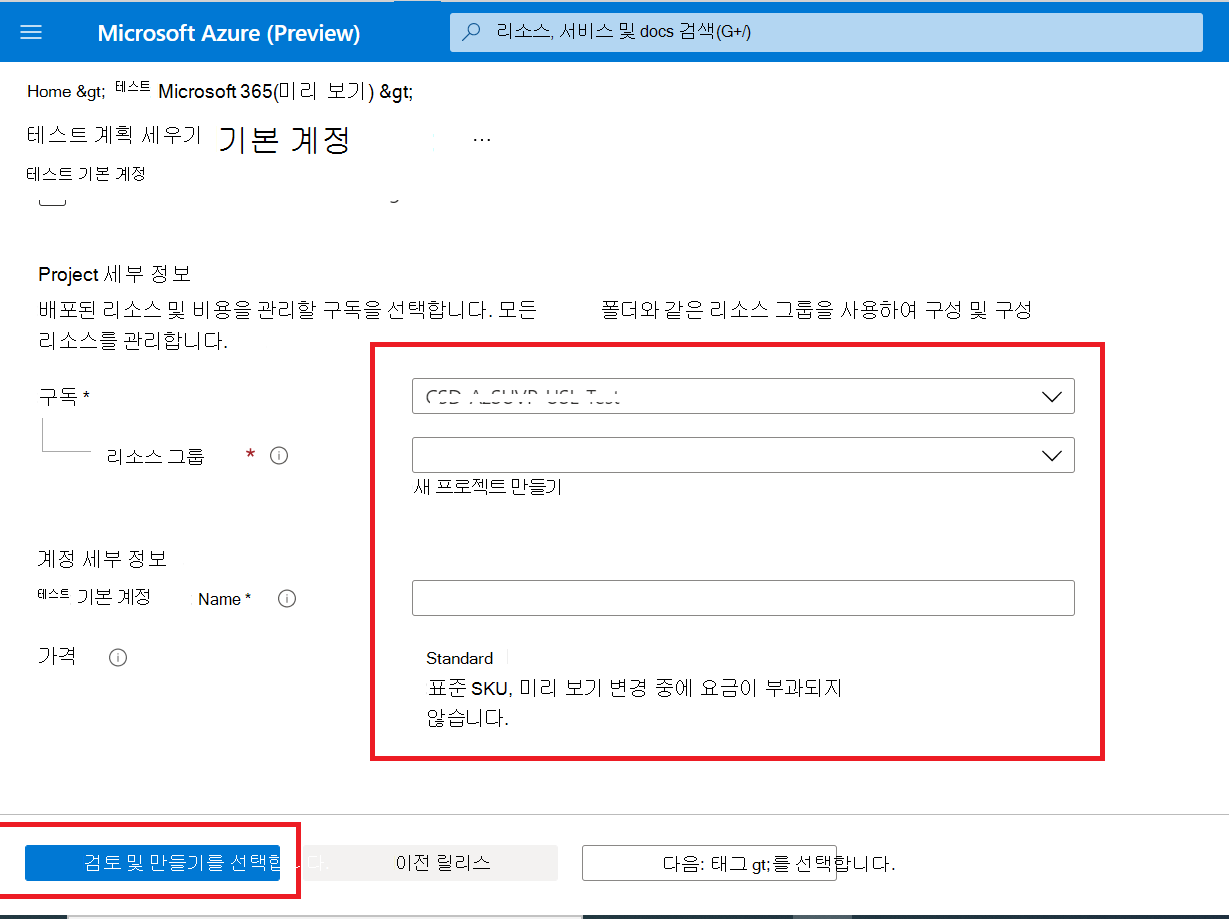 Microsoft Azure (Preview)
리소스, 서비스 및 docs 검색(G+/)
Home &gt; 테스트 Microsoft 365(미리 보기) &gt;
테스트 계획 세우기 기본 계정 ...
테스트 기본 계정
Project 세부 정보
배포된 리소스 및 비용을 관리할 구독을 선택합니다. 모든 폴더와 같은 리소스 그룹을 사용하여 구성 및 구성
리소스를 관리합니다.
구독 *
리소스 그룹 *
새 프로젝트 만들기
계정 세부 정보
테스트 기본 계정 Name *
가격
Standard
표준 SKU, 미리 보기 변경 중에 요금이 부과되지
않습니다.
검토 및 만들기를 선택합니다.
이전 릴리스
다음: 태그 gt;를 선택합니다.